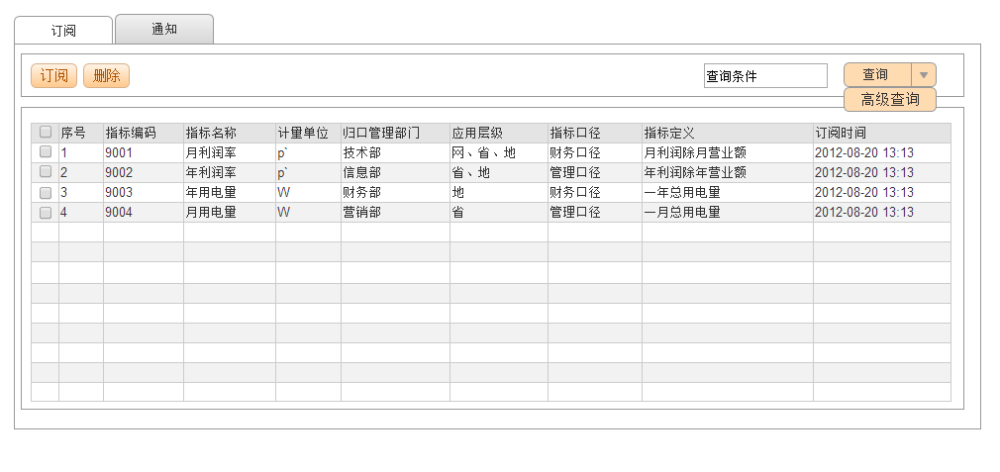 订阅 通知
订阅 删除 查询条件 查询
高级查询
序号 指标编码 指标名称 计量单位 归口管理部门 应用层级 指标口径 指标定义 订阅时间
1 9001 月利润率 p` 技术部 网、省、地 财务口径 月利润除月营业额 2012-08-20 13:13
2 9002 年利润率 p` 信息部 省、地 管理口径 年利润除年营业额 2012-08-20 13:13
3 9003 年用电量 W 财务部 地 财务口径 一年总用电量 2012-08-20 13:13
4 9004 月用电量 W 营销部 省 管理口径 一月总用电量 2012-08-20 13:13